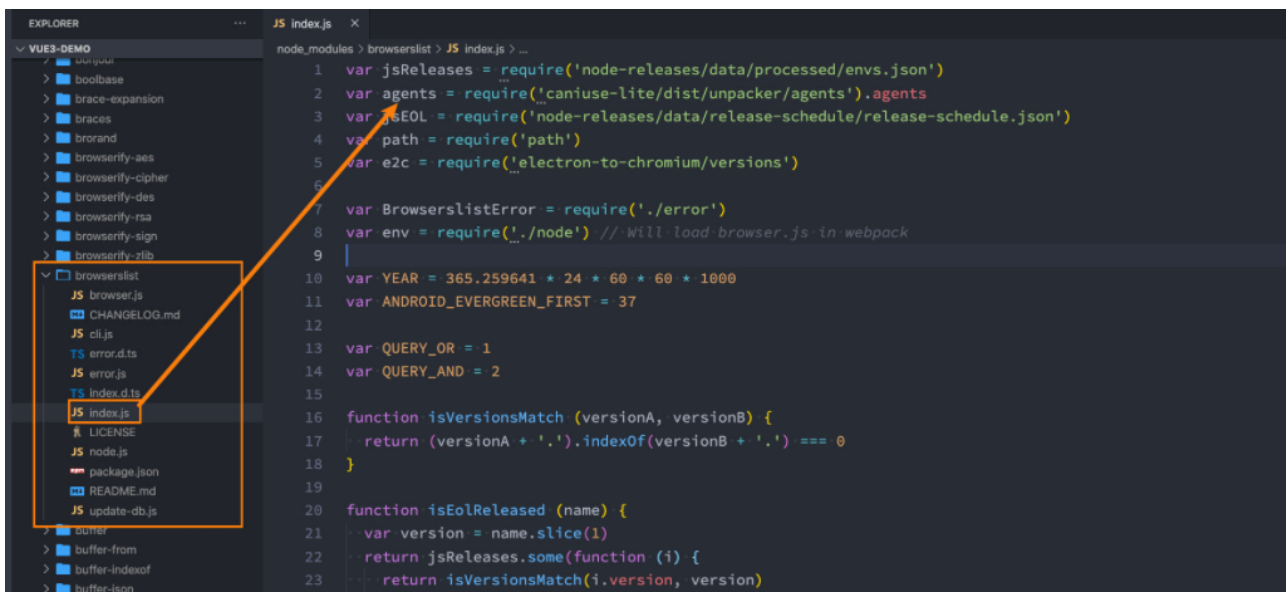 EXPLORER ...
VUE3-DEMO
bonjour
boolbase
brace-expansion
braces
brorand
browserify-aes
browserify-cipher
browserify-des
browserify-rsa
browserify-sign
browserify-zlib
browserslist
JS browser.js
CHANGELOG.md
JS cli.js
TS error.d.ts
JS error.js
TS index.d.ts
JS index.js
LICENSE
JS node.js
package.json
README.md
JS update-db.js
buffer
buffer-from
buffer-indexof
buffer-json
JS index.js ×
node_modules > browserslist > JS index.js > ...
1 var jsReleases = require('node-releases/data/processed/envs.json')
2 var agents = require('caniuse-lite/dist/unpacker/agents').agents
3 var jsEOL = require('node-releases/data/release-schedule/release-schedule.json')
4 var path = require('path')
5 var e2c = require('electron-to-chromium/versions')
6
7 var BrowserslistError = require('./error')
8 var env = require('./node') // Will load browser.js in webpack
9
10 var YEAR = 365.259641 * 24 * 60 * 60 * 1000
11 var ANDROID_EVERGREEN_FIRST = 37
12
13 var QUERY_OR = 1
14 var QUERY_AND = 2
15
16 function isVersionsMatch (versionA, versionB) {
17 return (versionA + '.').indexOf(versionB + '.') === 0
18 }
19
20 function isEolReleased (name) {
21 var version = name.slice(1)
22 return jsReleases.some(function (i) {
23 return isVersionsMatch(i.version, version)